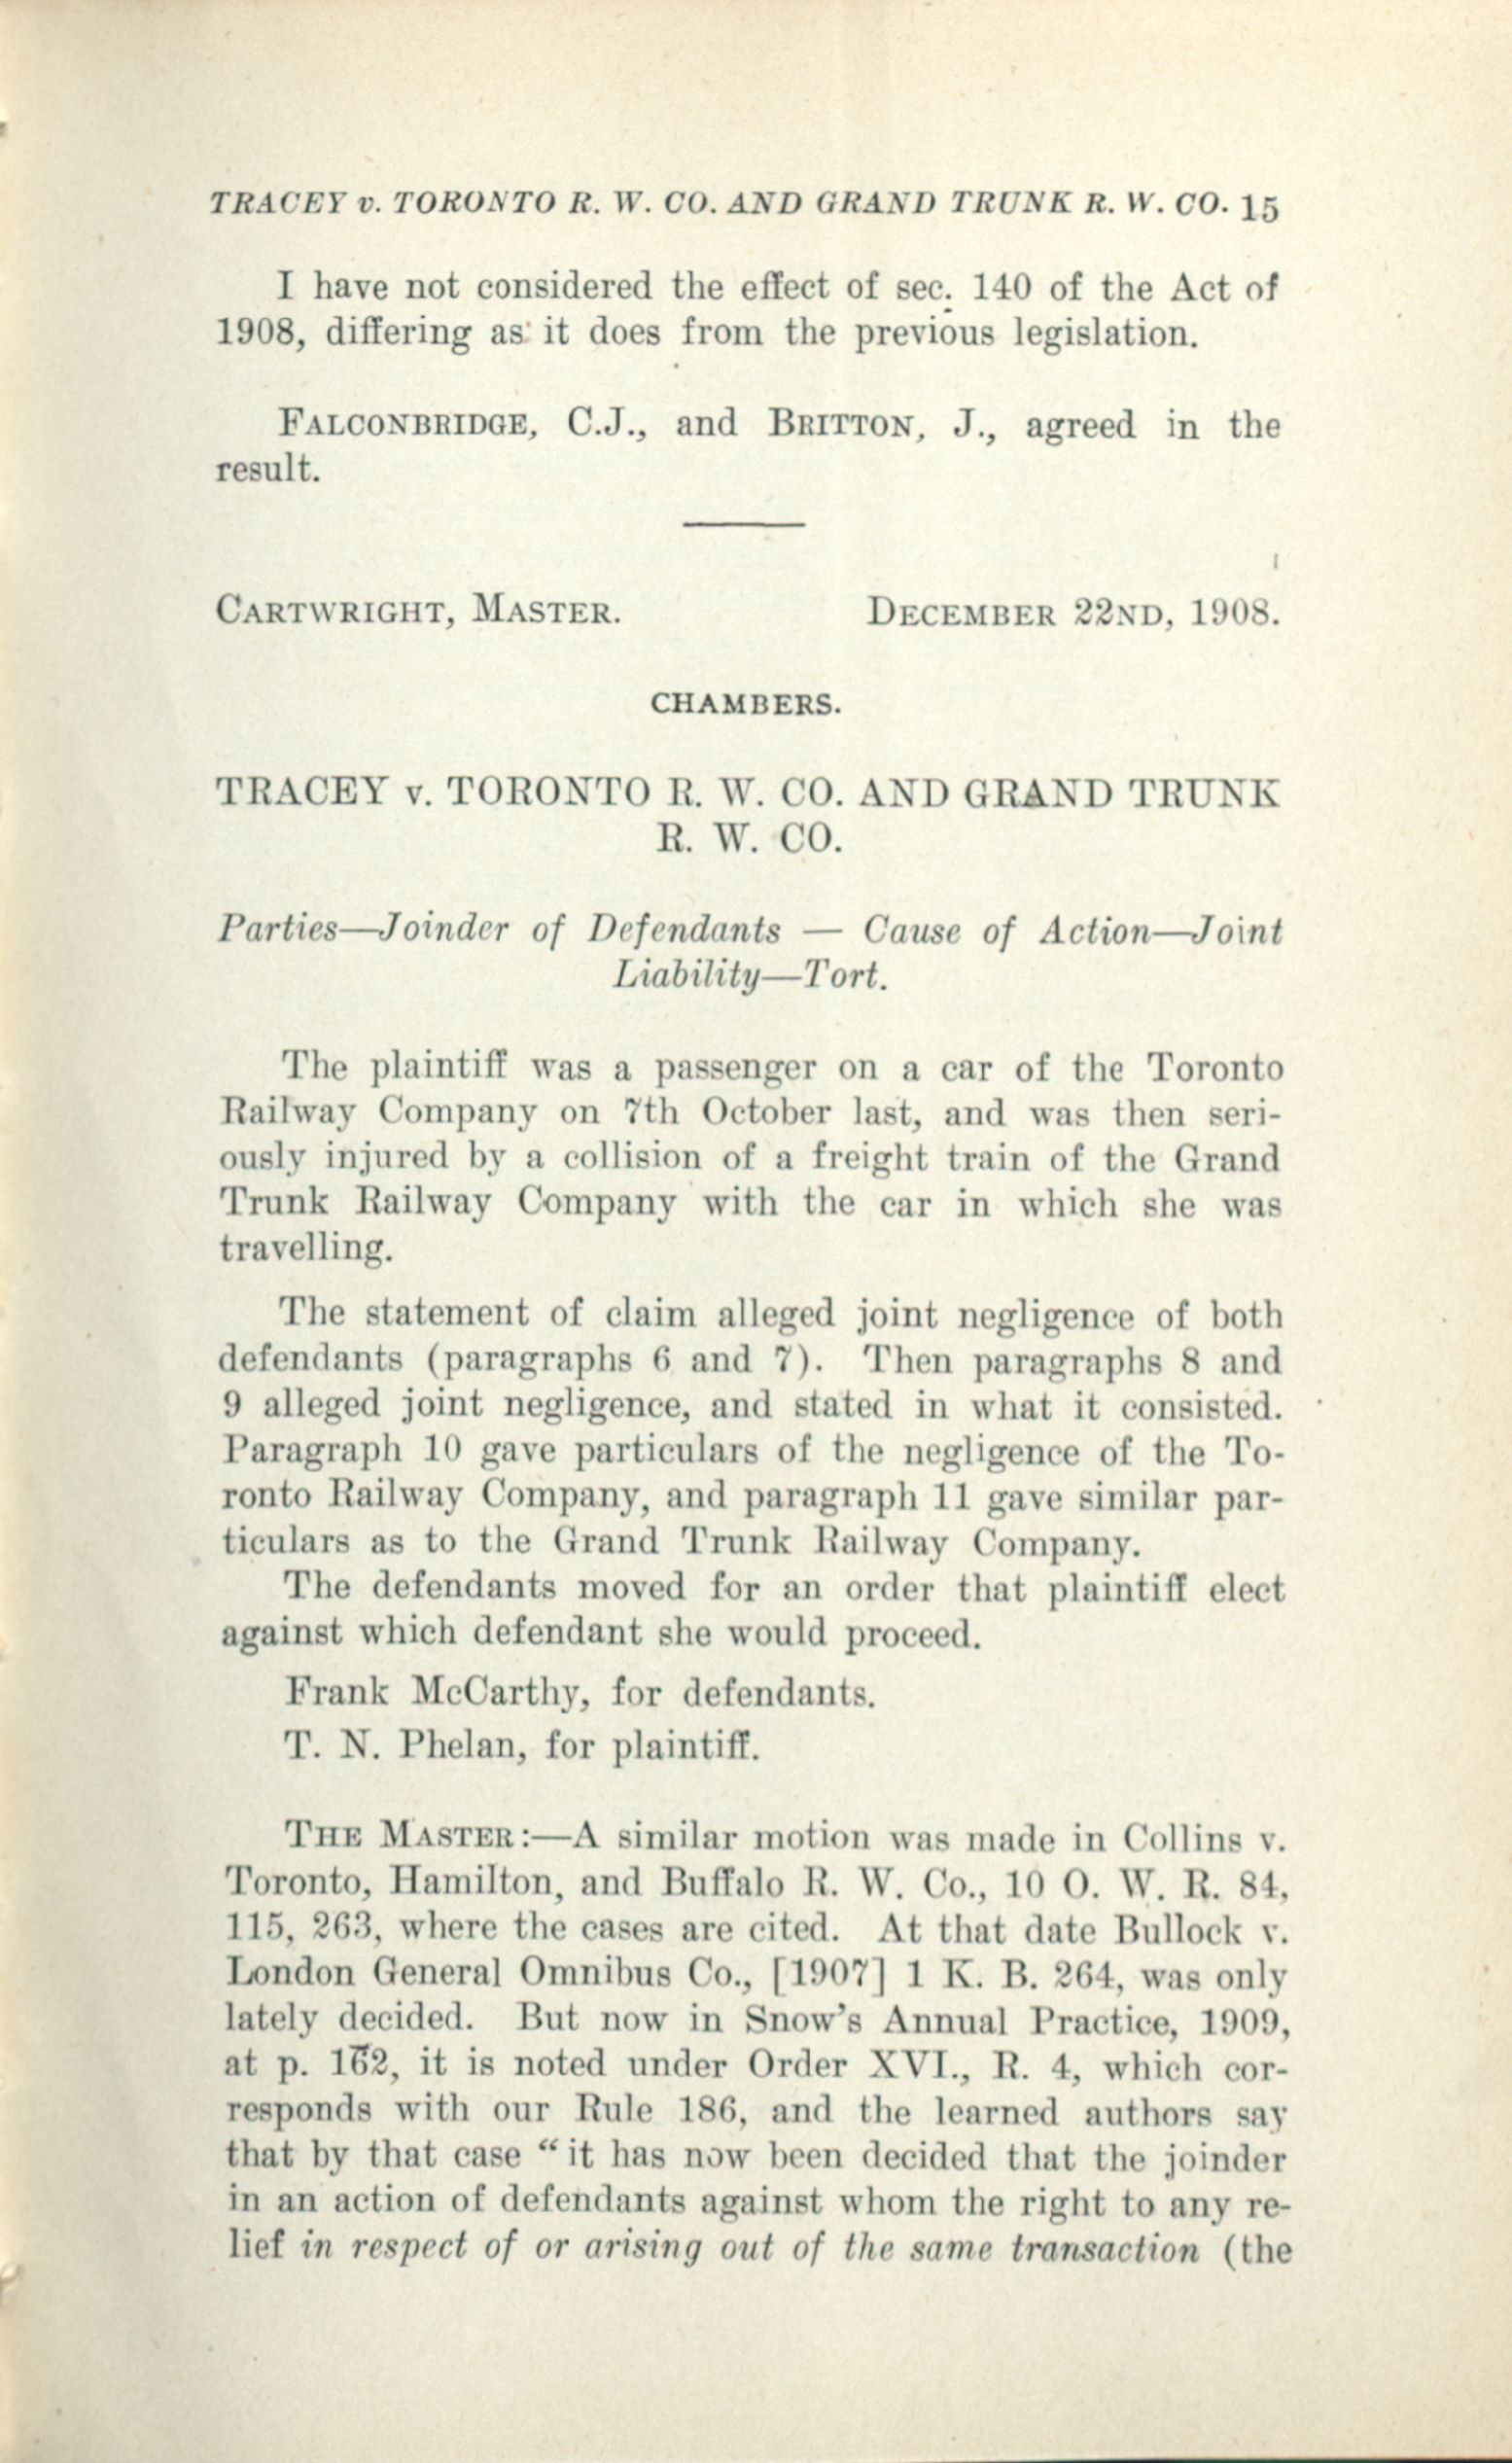 TRACEY v. TORONTO R. W. CO. AND GRAND TRUNK R. W. CO. 15
I have not considered the effect of sec. 140 of the Act of
1908, differing as it does from the previous legislation.
FALCONBRIDGE, C.J., and BRITTON, J., agreed in the
result.
CARTWRIGHT, MASTER. DECEMBER 22ND, 1908.
CHAMBERS.
TRACEY v. TORONTO R. W. CO. AND GRAND TRUNK
R. W. CO.
Parties—Joinder of Defendants — Cause of Action—Joint
Liability—Tort.
The plaintiff was a passenger on a car of the Toronto
Railway Company on 7th October last, and was then seri-
ously injured by a collision of a freight train of the Grand
Trunk Railway Company with the car in which she was
travelling.
The statement of claim alleged joint negligence of both
defendants (paragraphs 6 and 7). Then paragraphs 8 and
9 alleged joint negligence, and stated in what it consisted.
Paragraph 10 gave particulars of the negligence of the To-
ronto Railway Company, and paragraph 11 gave similar par-
ticulars as to the Grand Trunk Railway Company.
The defendants moved for an order that plaintiff elect
against which defendant she would proceed.
Frank McCarthy, for defendants.
T. N. Phelan, for plaintiff.
THE MASTER:—A similar motion was made in Collins v.
Toronto, Hamilton, and Buffalo R. W. Co., 10 O. W. R. 84,
115, 263, where the cases are cited. At that date Bullock v.
London General Omnibus Co., [1907] 1 K. B. 264, was only
lately decided. But now in Snow's Annual Practice, 1909,
at p. 162, it is noted under Order XVI., R. 4, which cor-
responds with our Rule 186, and the learned authors say
that by that case “ it has now been decided that the joinder
in an action of defendants against whom the right to any re-
lief in respect of or arising out of the same transaction (the